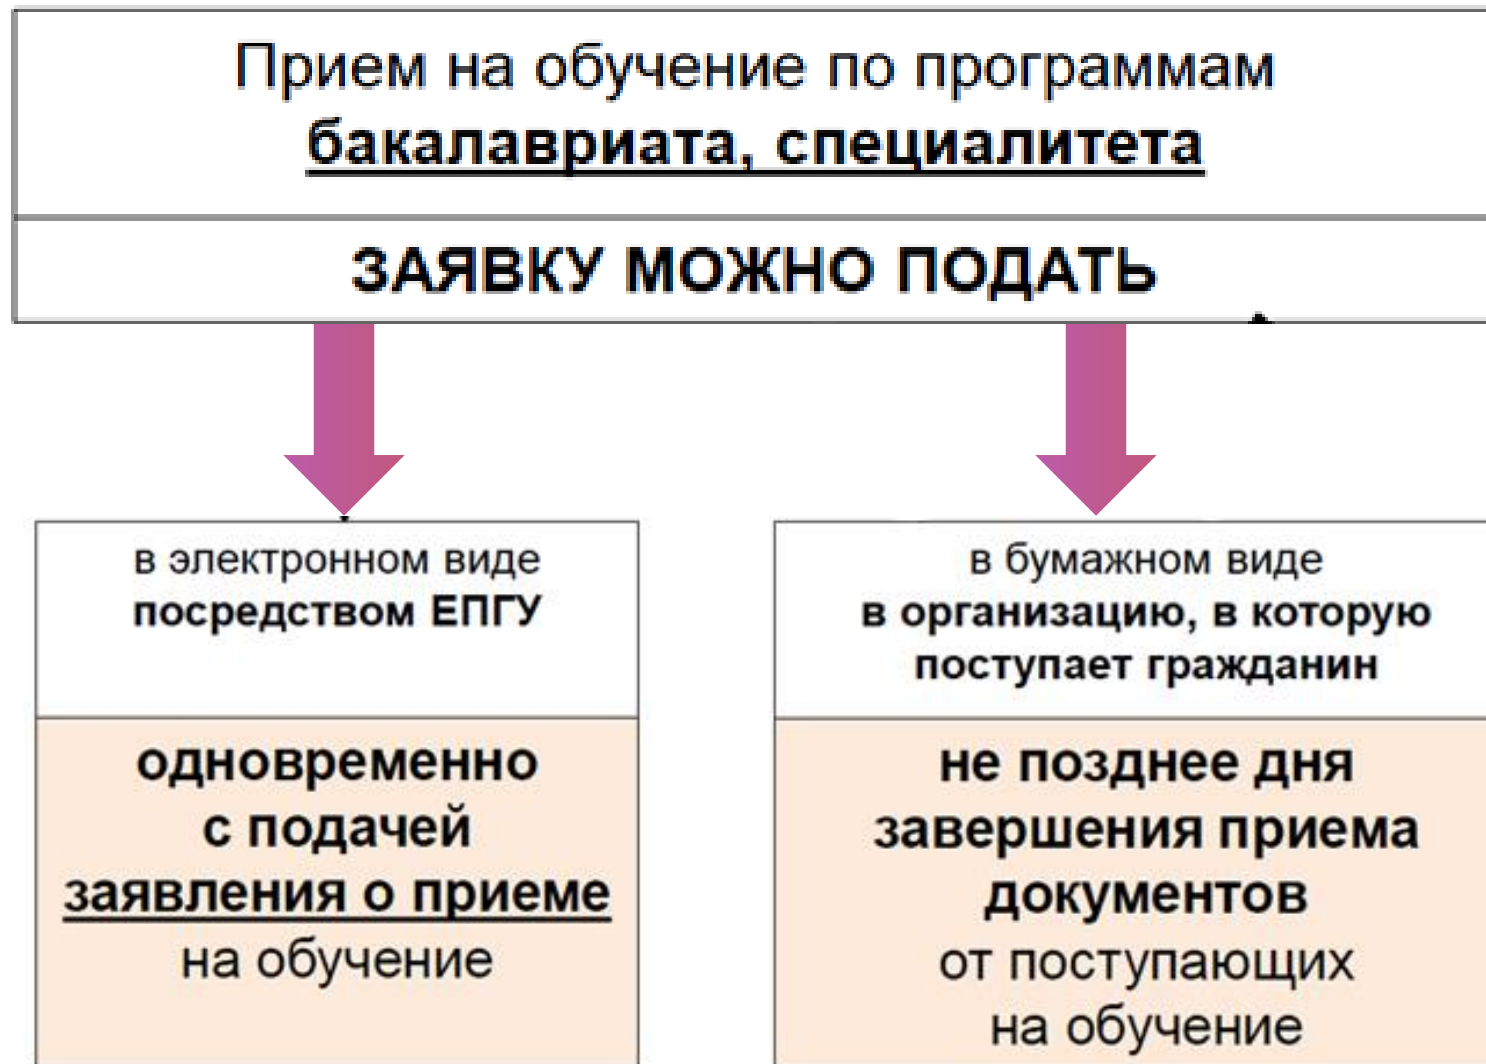 Прием на обучение по программам
бакалавриата, специалитета
ЗАЯВКУ МОЖНО ПОДАТЬ
в электронном виде
посредством ЕПГУ
одновременно
с подачей
заявления о приеме
на обучение
в бумажном виде
в организацию, в которую
поступает гражданин
не позднее дня
завершения приема
документов
от поступающих
на обучение